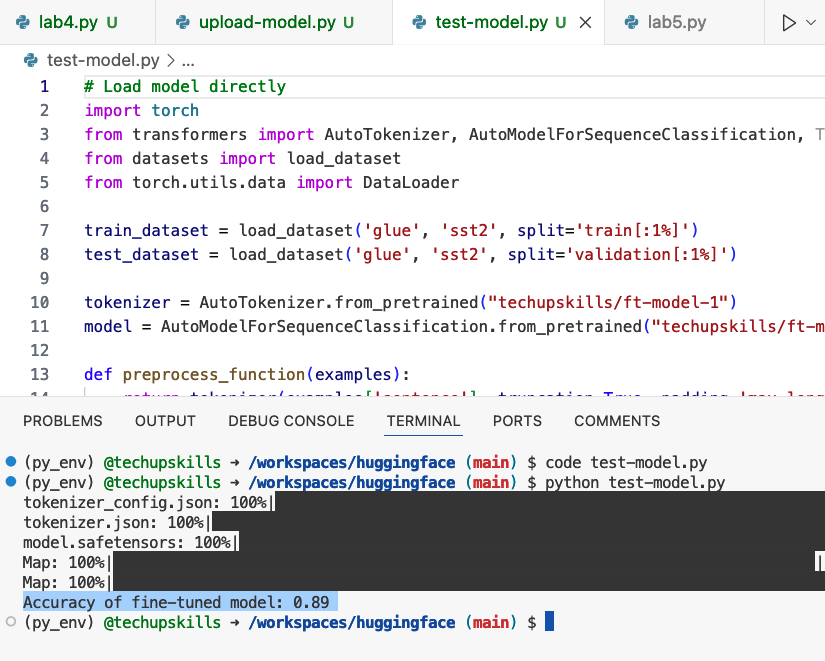 lab4.py U upload-model.py U test-model.py U lab5.py
test-model.py > ...
1 # Load model directly
2 import torch
3 from transformers import AutoTokenizer, AutoModelForSequenceClassification, T
4 from datasets import load_dataset
5 from torch.utils.data import DataLoader
6
7 train_dataset = load_dataset('glue', 'sst2', split='train[:1%]')
8 test_dataset = load_dataset('glue', 'sst2', split='validation[:1%]')
9
10 tokenizer = AutoTokenizer.from_pretrained("techupskills/ft-model-1")
11 model = AutoModelForSequenceClassification.from_pretrained("techupskills/ft-m
12
13 def preprocess_function(examples):
PROBLEMS OUTPUT DEBUG CONSOLE TERMINAL PORTS COMMENTS
(py_env) @techupskills → /workspaces/huggingface (main) $ code test-model.py
(py_env) @techupskills → /workspaces/huggingface (main) $ python test-model.py
tokenizer_config.json: 100%|
tokenizer.json: 100%|
model.safetensors: 100%|
Map: 100%| |
Map: 100%|
Accuracy of fine-tuned model: 0.89
(py_env) @techupskills → /workspaces/huggingface (main) $